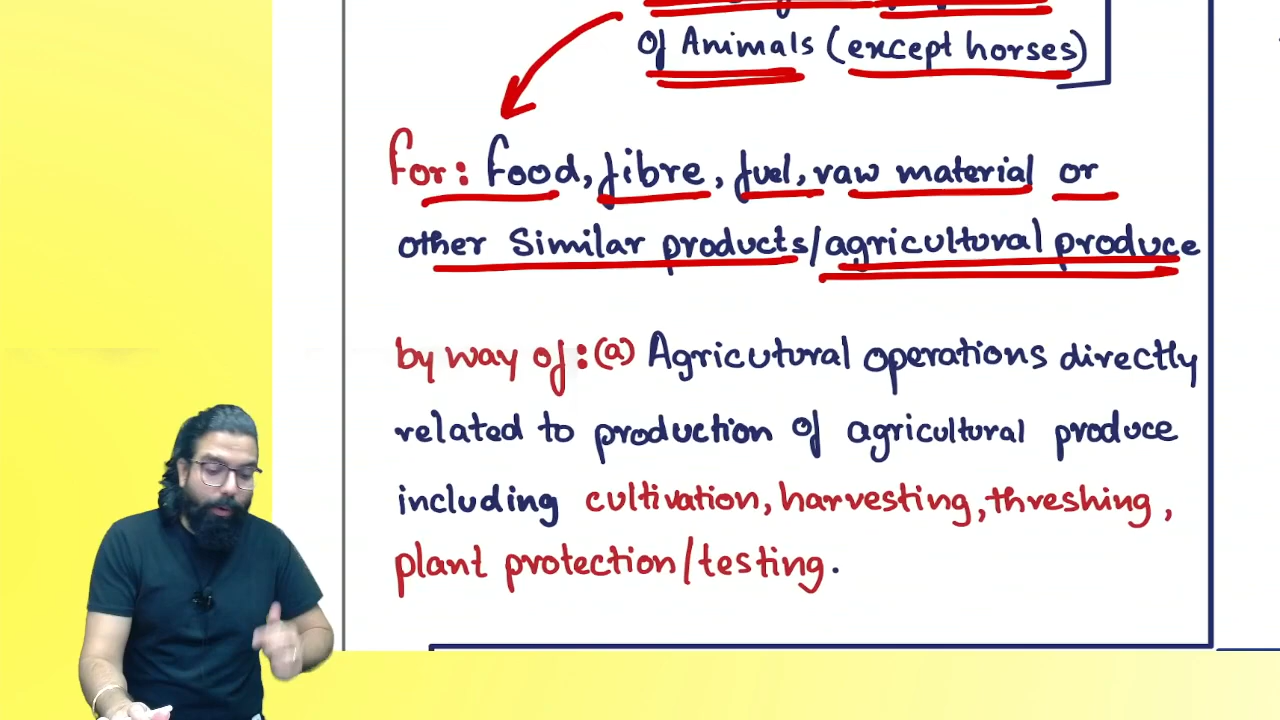 of Animals (except horses)
for: food, fibre, fuel, raw material or
other Similar products/agricultural produce
by way of: (a) Agricutural operations directly
related to production of agricultural produce
including cultivation, harvesting, threshing,
plant protection/testing.